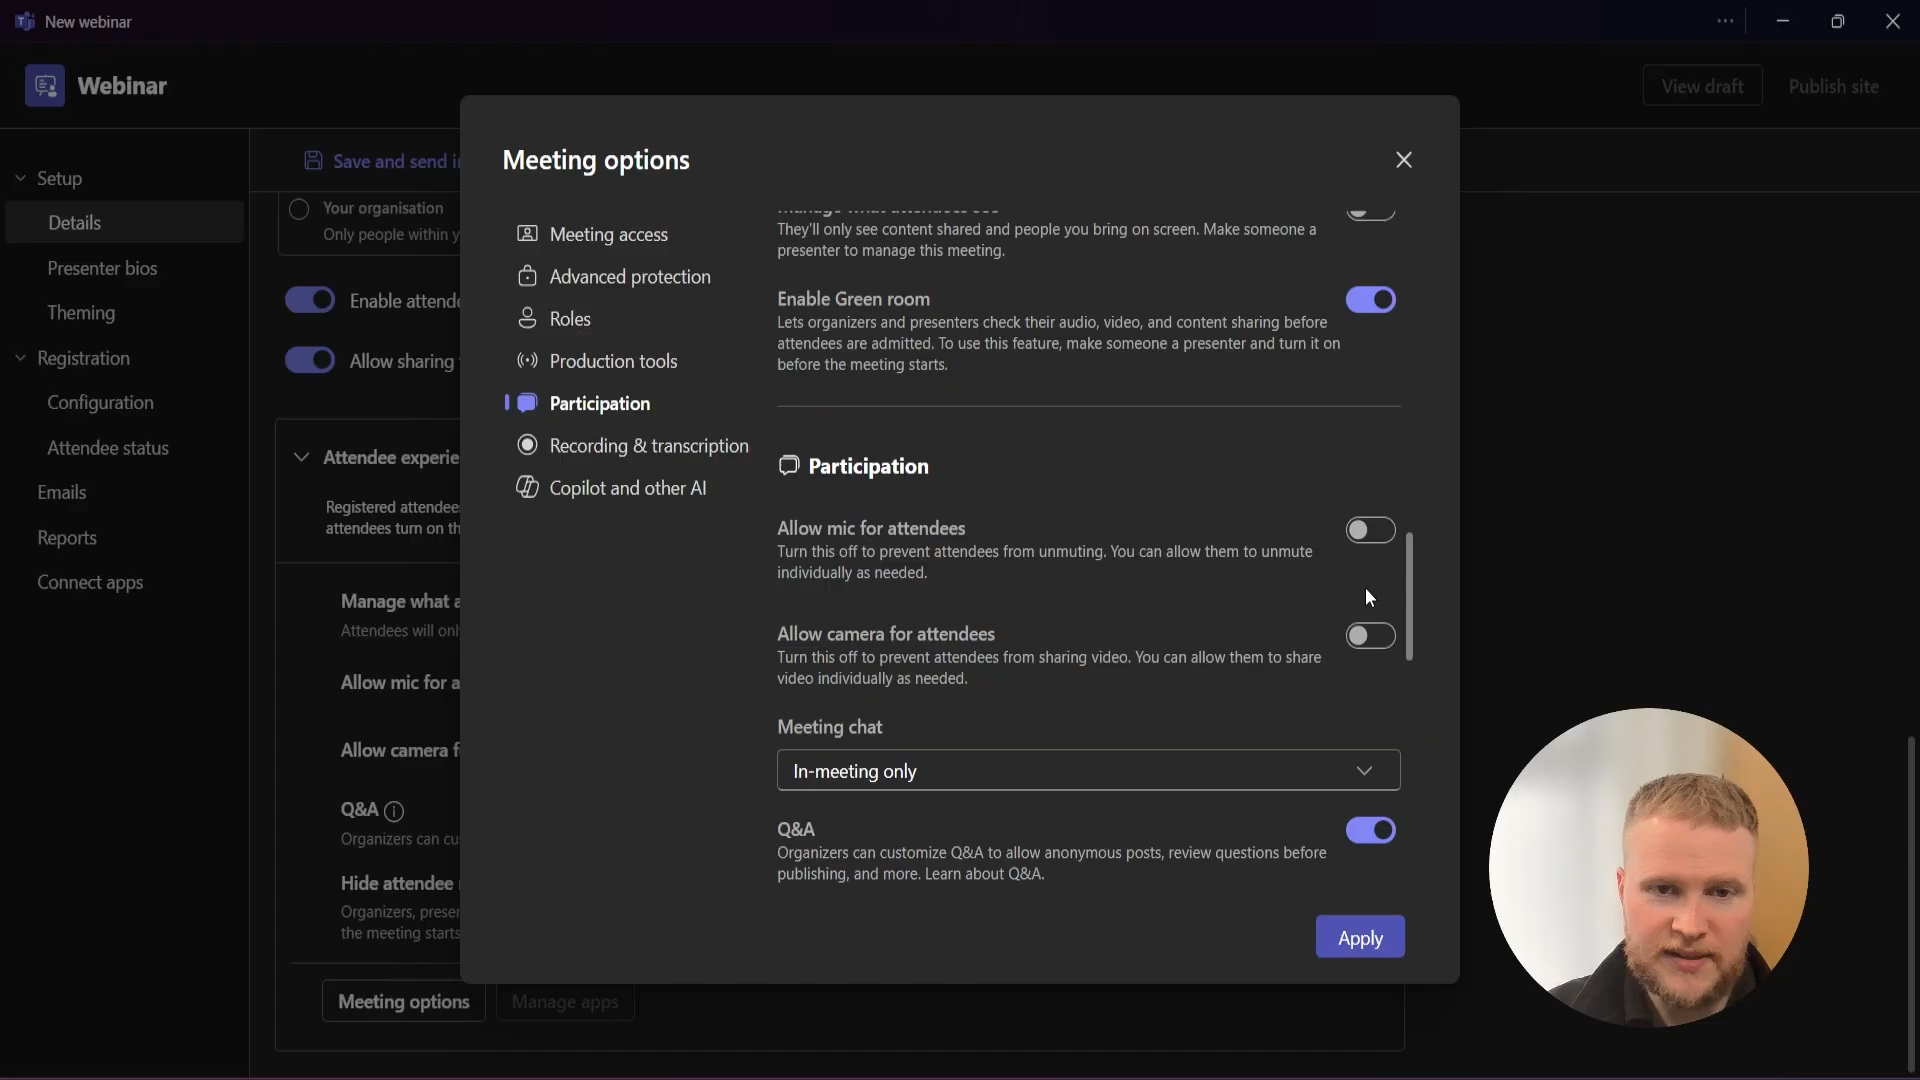 New webinar
Webinar
View draft
Publish site
Setup
Details
Presenter bios
Theming
Registration
Configuration
Attendee status
Emails
Reports
Connect apps
Save and send i
Your organisation
Only people within y
Enable attende
Allow sharing
Attendee experie
Registered attendee
attendees turn on th
Manage what a
Attendees will onl
Allow mic for a
Allow camera f
Q&A
Organizers can cu
Hide attendee
Organizers, presen
the meeting starts
Meeting options
Manage apps
Meeting options
Meeting access
Advanced protection
Roles
Production tools
Participation
Recording & transcription
Copilot and other AI
They'll only see content shared and people you bring on screen. Make someone a
presenter to manage this meeting.
Enable Green room
Lets organizers and presenters check their audio, video, and content sharing before
attendees are admitted. To use this feature, make someone a presenter and turn it on
before the meeting starts.
Participation
Allow mic for attendees
Turn this off to prevent attendees from unmuting. You can allow them to unmute
individually as needed.
Allow camera for attendees
Turn this off to prevent attendees from sharing video. You can allow them to share
video individually as needed.
Meeting chat
In-meeting only
Q&A
Organizers can customize Q&A to allow anonymous posts, review questions before
publishing, and more. Learn about Q&A.
Apply